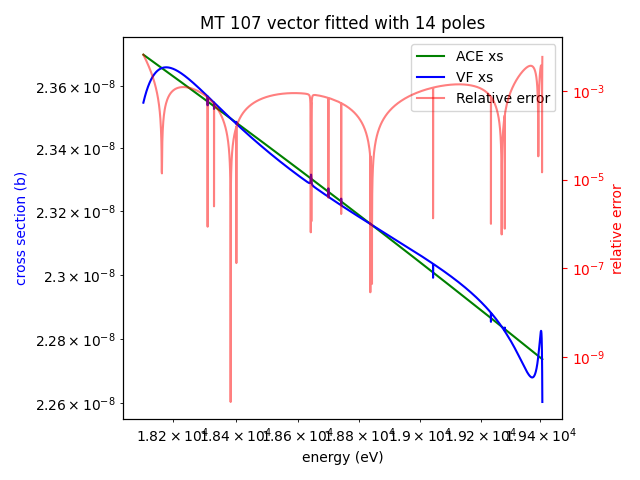 MT 107 vector fitted with 14 poles
ACE xs
VF xs
Relative error
2.36 × 10⁻⁸
2.34 × 10⁻⁸
2.32 × 10⁻⁸
2.3 × 10⁻⁸
2.28 × 10⁻⁸
2.26 × 10⁻⁸
cross section (b)
10⁻³
10⁻⁵
10⁻⁷
10⁻⁹
relative error
1.82 × 10⁴ 1.84 × 10⁴ 1.86 × 10⁴ 1.88 × 10⁴ 1.9 × 10⁴ 1.92 × 10⁴ 1.94 × 10⁴
energy (eV)